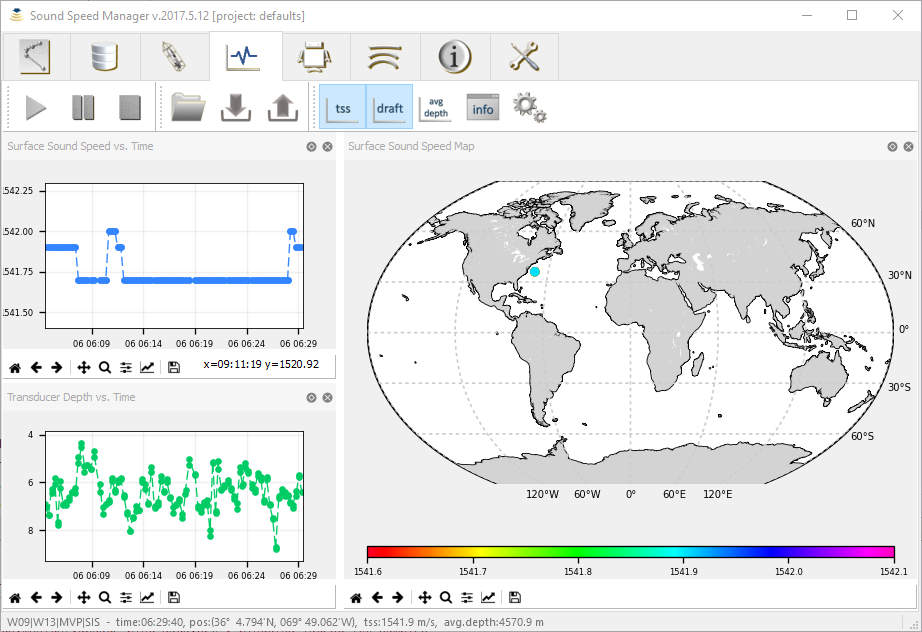 Sound Speed Manager v.2017.5.12 [project: defaults]
tss draft avg depth info
Surface Sound Speed vs. Time
1542.25
1542.00
1541.75
1541.50
06 06:09 06 06:14 06 06:19 06 06:24 06 06:29
x=09:11:19 y=1520.92
Transducer Depth vs. Time
4
6
8
06 06:09 06 06:14 06 06:19 06 06:24 06 06:29
Surface Sound Speed Map
60°N
30°N
0°
30°S
60°S
120°W 60°W 0° 60°E 120°E
1541.6 1541.7 1541.8 1541.9 1542.0 1542.1
W09|W13|MVP|SIS - time:06:29:40, pos:(36° 4.794'N, 069° 49.062'W), tss:1541.9 m/s, avg.depth:4570.9 m